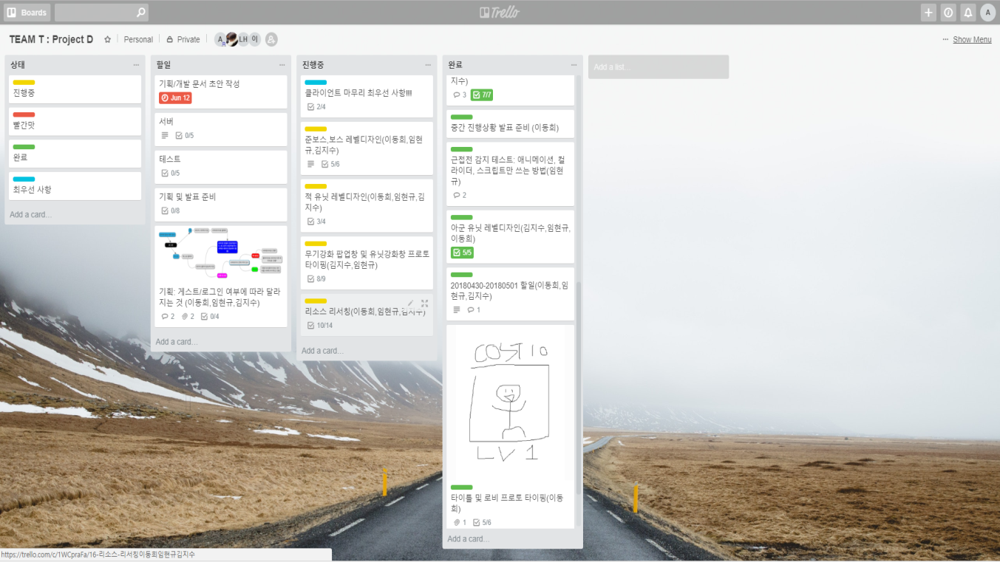 Boards
Trello
A
TEAM T : Project D
Personal
Private
A
LH
이
··· Show Menu
상태
진행중
빨간맛
완료
최우선 사항
Add a card...
할일
기획/개발 문서 초안 작성
Jun 12
서버
0/5
테스트
0/5
기획 및 발표 준비
0/8
기획: 게스트/로그인 여부에 따라 달라
지는 것 (이동희,임현규,김지수)
2 2 0/4
Add a card...
진행중
클라이언트 마무리 최우선 사항!!!
2/4
준보스,보스 레벨디자인(이동희,임현
규,김지수)
5/6
적 유닛 레벨디자인(이동희,임현규,김
지수)
3/4
무기강화 팝업창 및 유닛강화창 프로토
타이핑(김지수,임현규)
8/9
리소스 리서칭(이동희,임현규,김지수)
10/14
Add a card...
완료
지수)
3 7/7
중간 진행상황 발표 준비 (이동희)
근접전 감지 테스트: 애니메이션, 컬
라이더, 스크립트만 쓰는 방법(임현
규)
2
아군 유닛 레벨디자인(김지수,임현규,
이동희)
5/5
20180430-20180501 할일(이동희,임
현규,김지수)
1
COST 10
LV 1
타이틀 및 로비 프로토 타이핑(이동
희)
1 5/6
Add a card...
Add a list...
https://trello.com/c/1WCpraFa/16-리소스-리서칭이동희임현규김지수